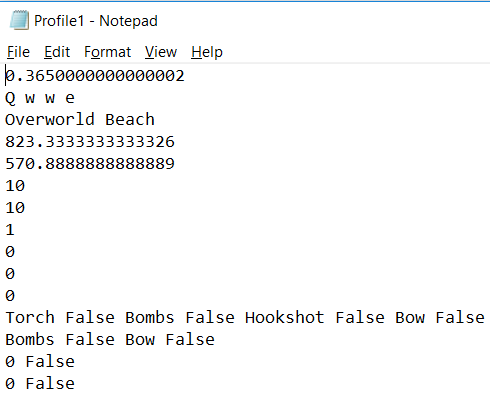 Profile1 - Notepad
File Edit Format View Help
0.3650000000000002
Q w w e
Overworld Beach
823.3333333333326
570.8888888888889
10
10
1
0
0
0
Torch False Bombs False Hookshot False Bow False
Bombs False Bow False
0 False
0 False